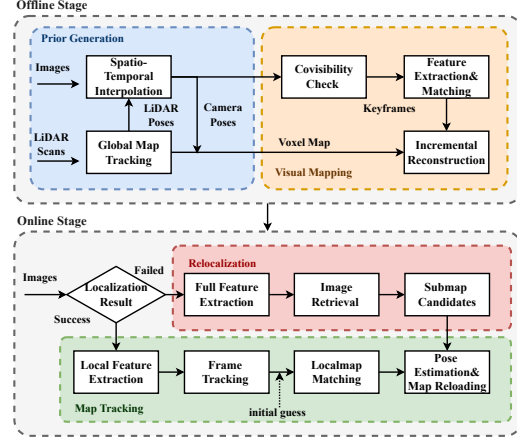 Offline Stage
Prior Generation
Images
Spatio-
Temporal
Interpolation
Covisibility
Check
Feature
Extraction&
Matching
LiDAR
Poses
Camera
Poses
Keyframes
LiDAR
Scans
Global Map
Tracking
Voxel Map
Incremental
Reconstruction
Visual Mapping
Online Stage
Relocalization
Images
Localization
Result
Failed
Full Feature
Extraction
Image
Retrieval
Submap
Candidates
Success
Local Feature
Extraction
Frame
Tracking
Localmap
Matching
Pose
Estimation&
Map Reloading
Map Tracking
initial guess